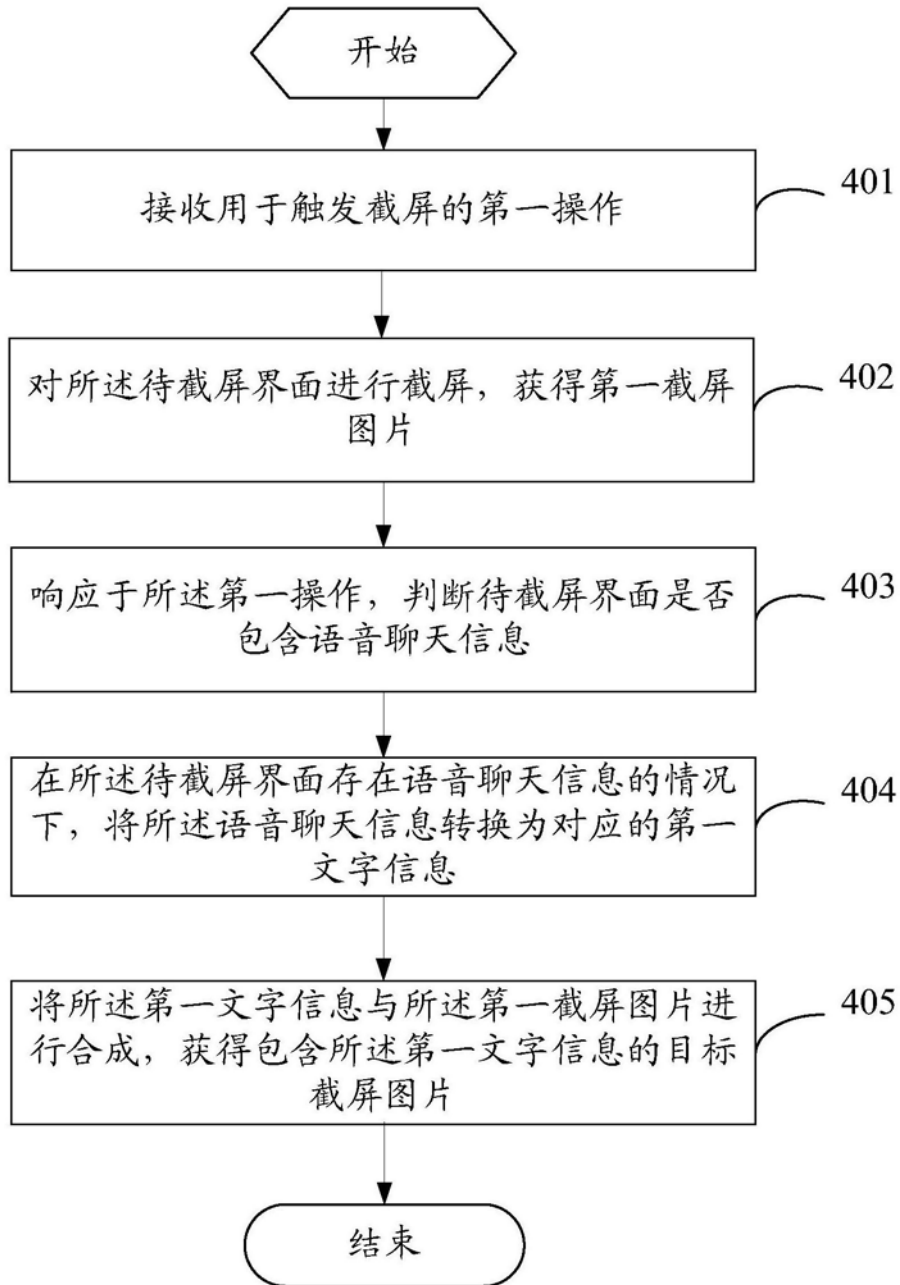 开始
接收用于触发截屏的第一操作
401
对所述待截屏界面进行截屏，获得第一截屏
图片
402
响应于所述第一操作，判断待截屏界面是否
包含语音聊天信息
403
在所述待截屏界面存在语音聊天信息的情况
下，将所述语音聊天信息转换为对应的第一
文字信息
404
将所述第一文字信息与所述第一截屏图片进
行合成，获得包含所述第一文字信息的目标
截屏图片
405
结束